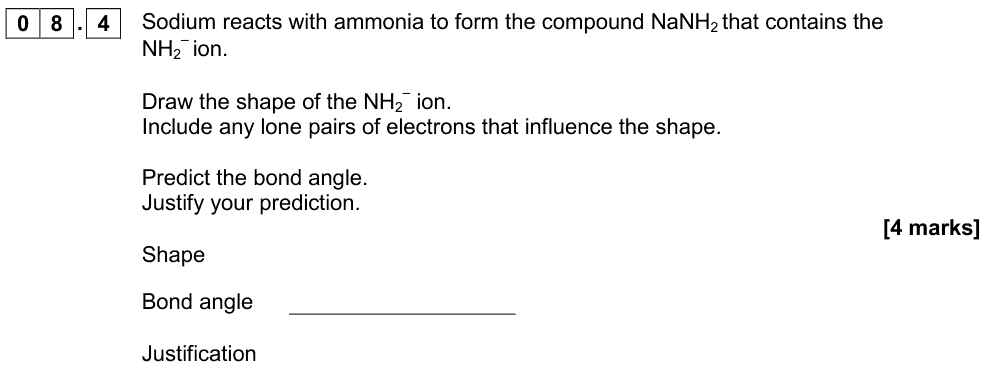 08.4 Sodium reacts with ammonia to form the compound NaNH₂ that contains the
NH₂⁻ ion.
Draw the shape of the NH₂⁻ ion.
Include any lone pairs of electrons that influence the shape.
Predict the bond angle.
Justify your prediction.
[4 marks]
Shape
Bond angle
Justification